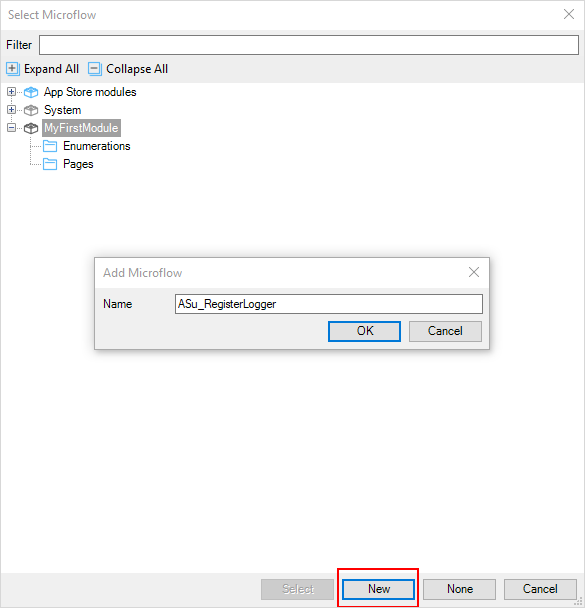 Select Microflow
Filter
Expand All Collapse All
App Store modules
System
MyFirstModule
Enumerations
Pages
Add Microflow
Name ASu_RegisterLogger
OK Cancel
Select New None Cancel